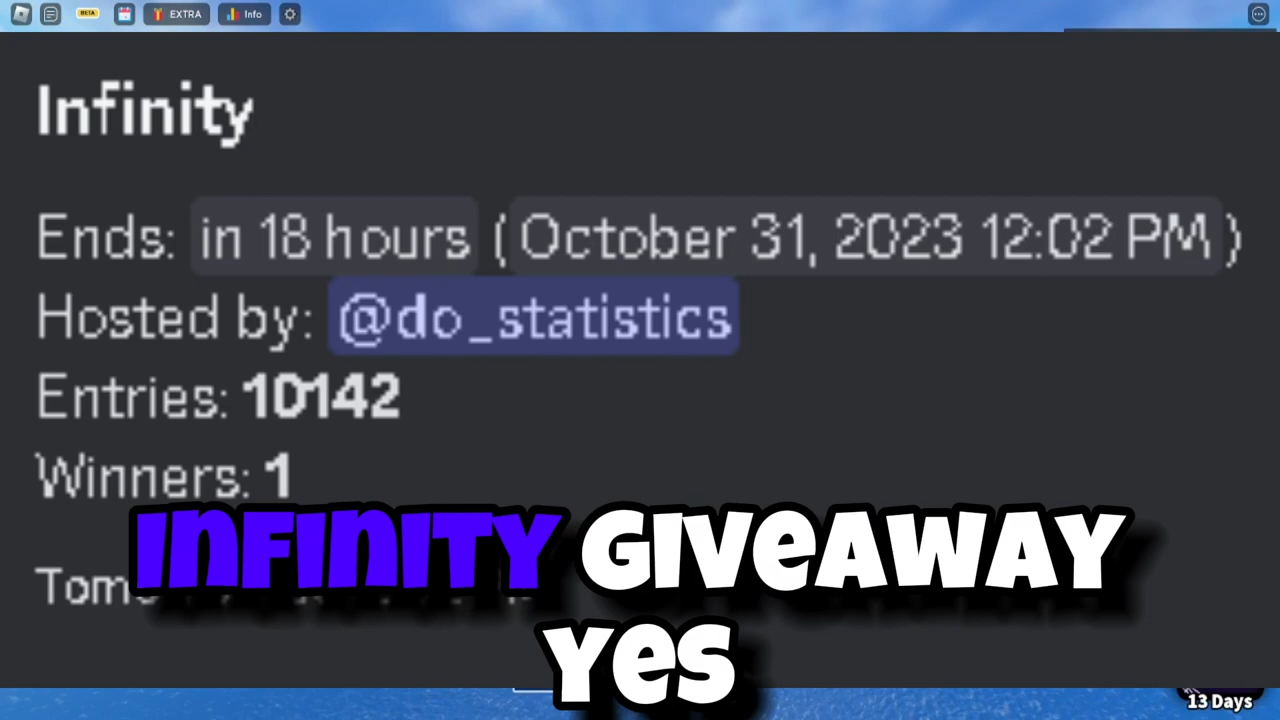 BETA EXTRA Info
Infinity
Ends: in 18 hours (October 31, 2023 12:02 PM)
Hosted by: @do_statistics
Entries: 10142
Winners: 1
INFINITY GIVEAWAY
YES
13 Days